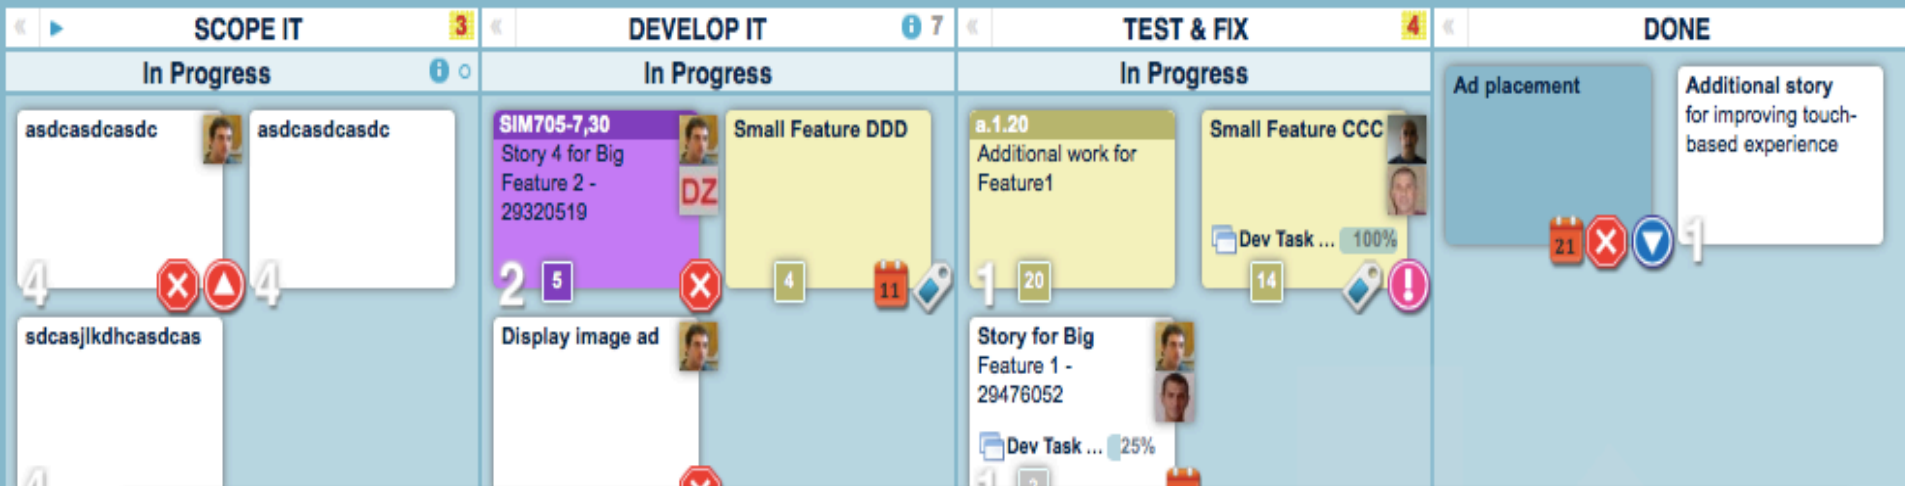 SCOPE IT 3
DEVELOP IT i 7
TEST & FIX 4
DONE
In Progress i
In Progress
In Progress
asdcasdcasdc
4
asdcasdcasdc
4
sdcasjlkdhcasdcas
4
SIM705-7,30
Story 4 for Big
Feature 2 -
29320519
DZ
2 5
Small Feature DDD
4 11
Display image ad
a.1.20
Additional work for
Feature1
1 20
Small Feature CCC
Dev Task ... 100%
14 !
Story for Big
Feature 1 -
29476052
Dev Task ... 25%
Ad placement
21
Additional story
for improving touch-
based experience
1